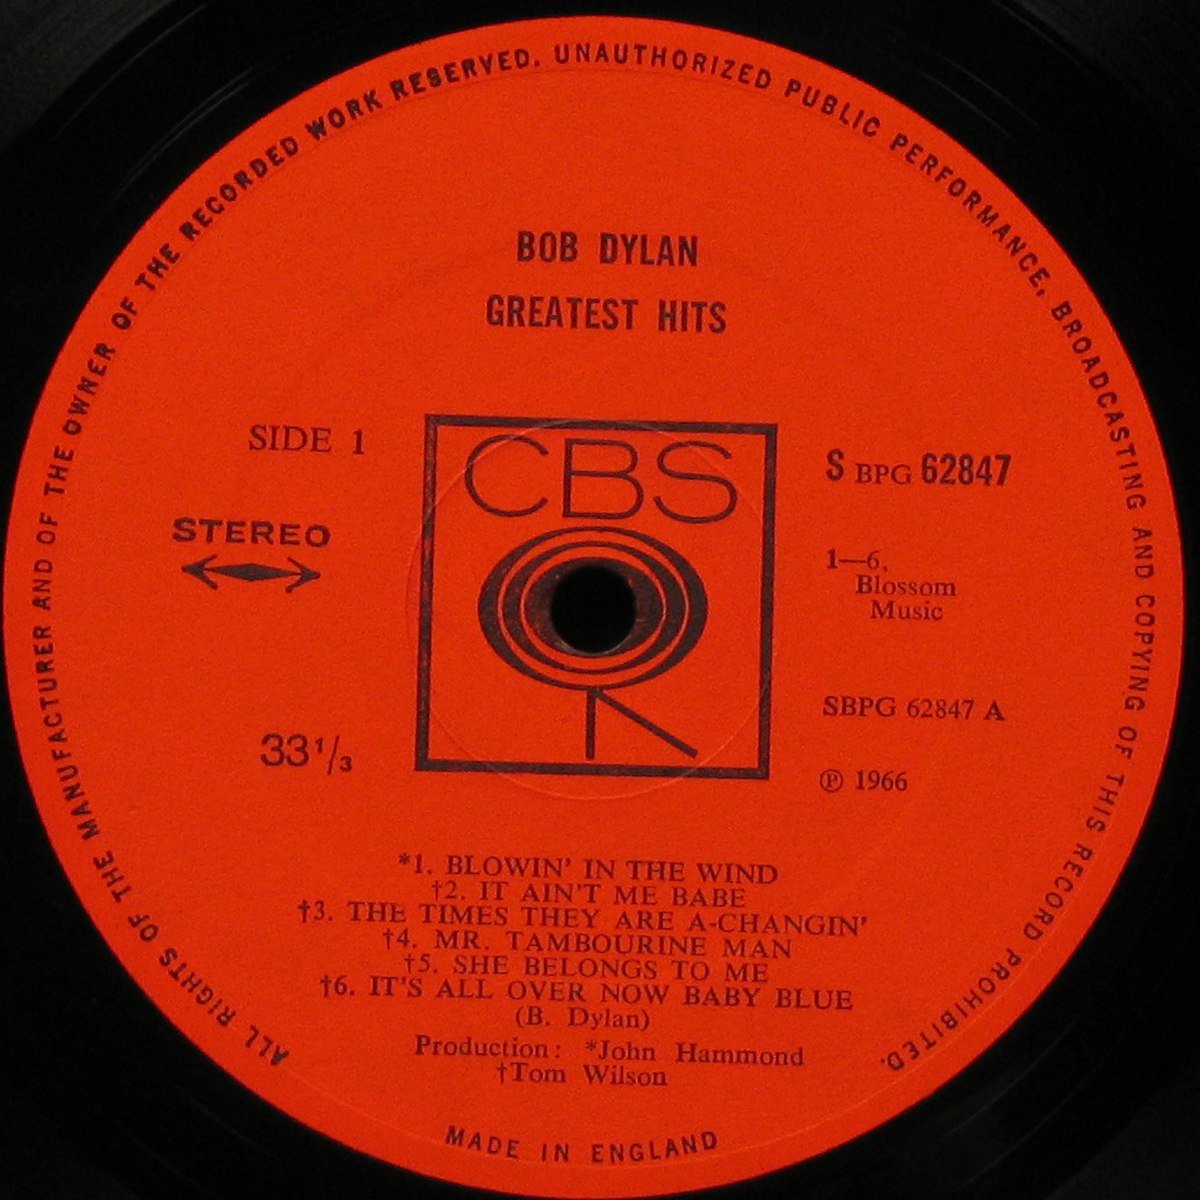 ALL RIGHTS OF THE MANUFACTURER AND OF THE OWNER OF THE RECORDED WORK RESERVED. UNAUTHORIZED PUBLIC PERFORMANCE, BROADCASTING AND COPYING OF THIS RECORD PROHIBITED.
BOB DYLAN
GREATEST HITS
SIDE 1
STEREO
33 1/3
CBS
S BPG 62847
1—6,
Blossom
Music
SBPG 62847 A
℗ 1966
*1. BLOWIN' IN THE WIND
†2. IT AIN'T ME BABE
†3. THE TIMES THEY ARE A-CHANGIN'
†4. MR. TAMBOURINE MAN
†5. SHE BELONGS TO ME
†6. IT'S ALL OVER NOW BABY BLUE
(B. Dylan)
Production: *John Hammond
†Tom Wilson
MADE IN ENGLAND